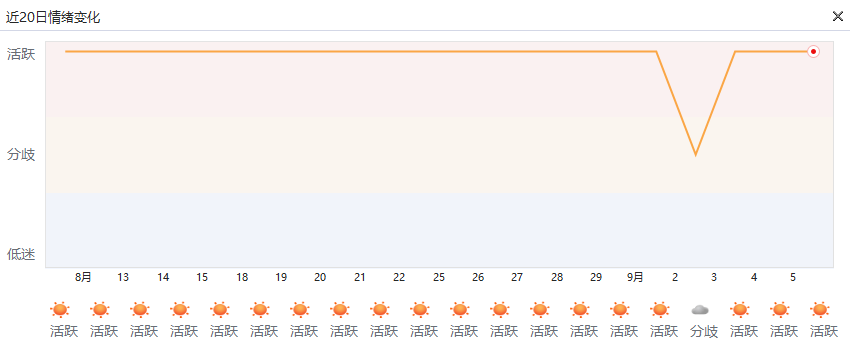 近20日情绪变化
活跃
分歧
低迷
8月 13 14 15 18 19 20 21 22 25 26 27 28 29 9月 2 3 4 5
活跃 活跃 活跃 活跃 活跃 活跃 活跃 活跃 活跃 活跃 活跃 活跃 活跃 活跃 活跃 活跃 分歧 活跃 活跃 活跃